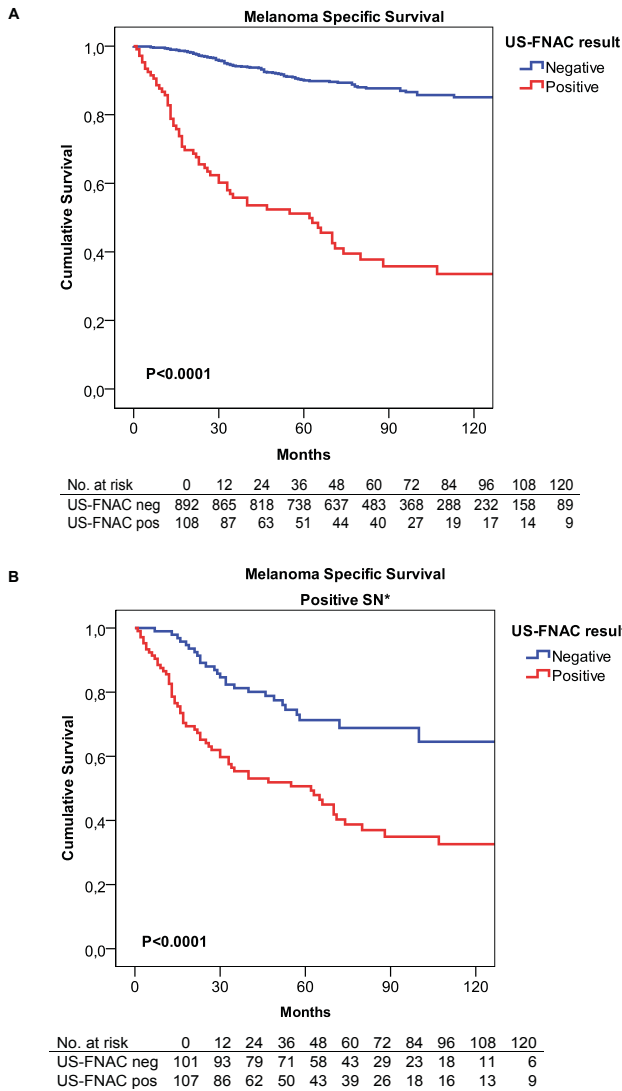 A
Melanoma Specific Survival
US-FNAC result
Negative
Positive
1,0
0,8
0,6
0,4
0,2
0,0
Cumulative Survival
P<0.0001
0 30 60 90 120
Months
No. at risk 0 12 24 36 48 60 72 84 96 108 120
US-FNAC neg 892 865 818 738 637 483 368 288 232 158 89
US-FNAC pos 108 87 63 51 44 40 27 19 17 14 9
B
Melanoma Specific Survival
Positive SN*
US-FNAC result
Negative
Positive
1,0
0,8
0,6
0,4
0,2
0,0
Cumulative Survival
P<0.0001
0 30 60 90 120
Months
No. at risk 0 12 24 36 48 60 72 84 96 108 120
US-FNAC neg 101 93 79 71 58 43 29 23 18 11 6
US-FNAC pos 107 86 62 50 43 39 26 18 16 13 9